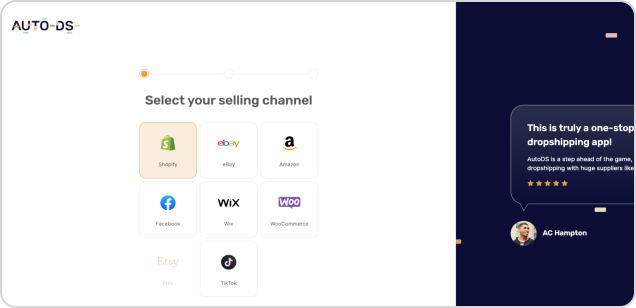 AUTO-DS-
Select your selling channel
Shopify
ebay
eBay
a
Amazon
Facebook
WiX
Wix
Woo
WooCommerce
Etsy
Etsy
TikTok
This is truly a one-stop
dropshipping app!
AutoDS is a step ahead of the game,
dropshipping with huge suppliers like
AC Hampton